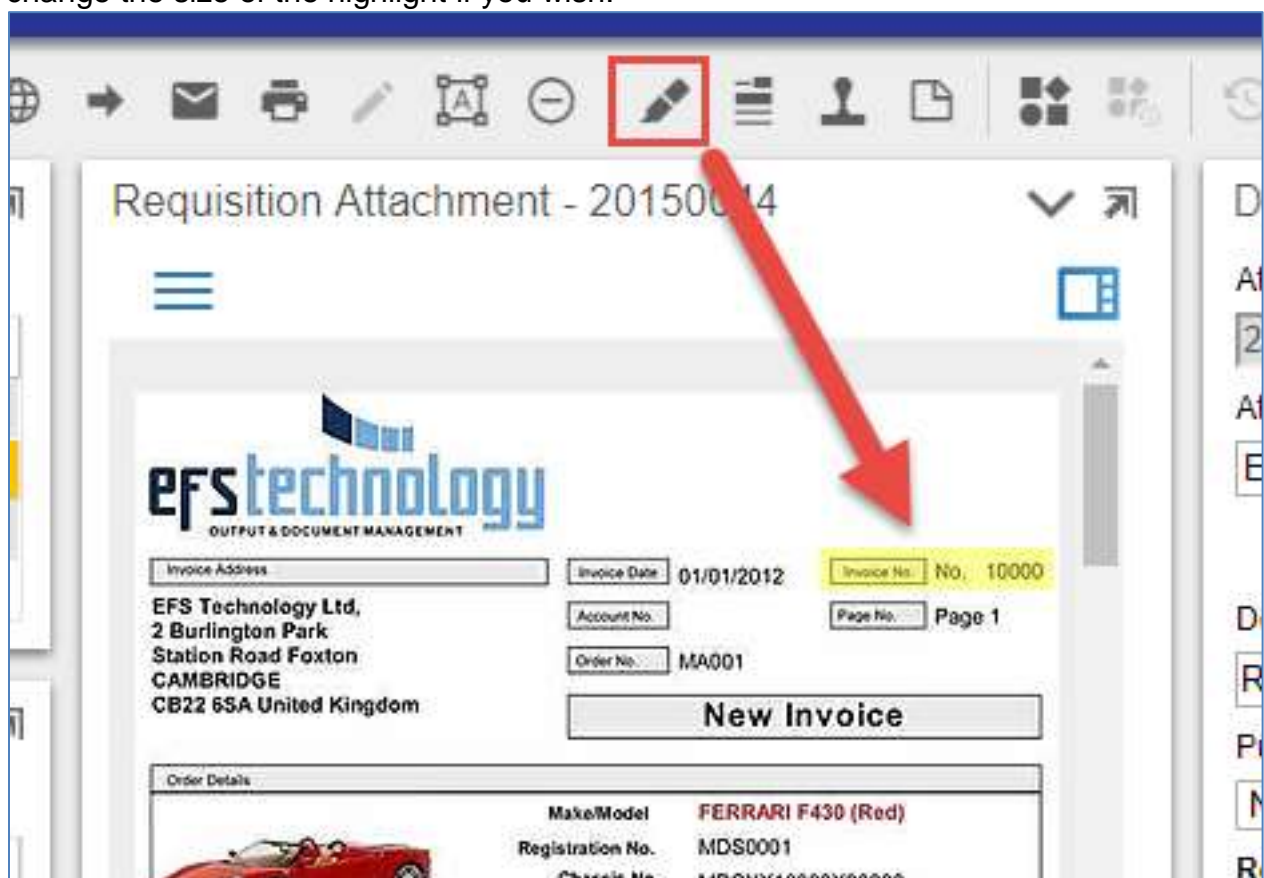 change the size of the highlight if you wish.
A
Requisition Attachment - 20150044
efstechnology
OUTPUT & DOCUMENT MANAGEMENT
Invoice Address
EFS Technology Ltd,
2 Burlington Park
Station Road Foxton
CAMBRIDGE
CB22 6SA United Kingdom
Invoice Date 01/01/2012
Invoice No. No. 10000
Account No.
Page No. Page 1
Order No. MA001
New Invoice
Order Details
Make/Model FERRARI F430 (Red)
Registration No. MDS0001
Chassis No.